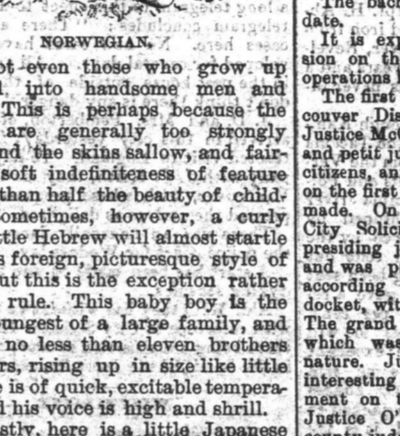 NORWEGIAN.
ot even those who grow up
into handsome men and
This is perhaps because the
are generally too strongly
nd the skins sallow, and fair-
soft indefiniteness of feature
than half the beauty of child-
ometimes, however, a curly
ttle Hebrew will almost startle
s foreign, picturesque style of
ut this is the exception rather
rule. This baby boy is the
oungest of a large family, and
no less than eleven brothers
rs, rising up in size like little
e is of quick, excitable tempera-
d his voice is high and shrill.
stly, here is a little Japanese
The bac
date.
It is exp
sion on th
operations
The first
couver Dis
Justice Mc
and petit ju
citizens, an
on the first
made. On
City Solici
presiding j
and was p
according
docket, wit
The grand
which was
nature. Ju
interesting
ment on t
Justice O'